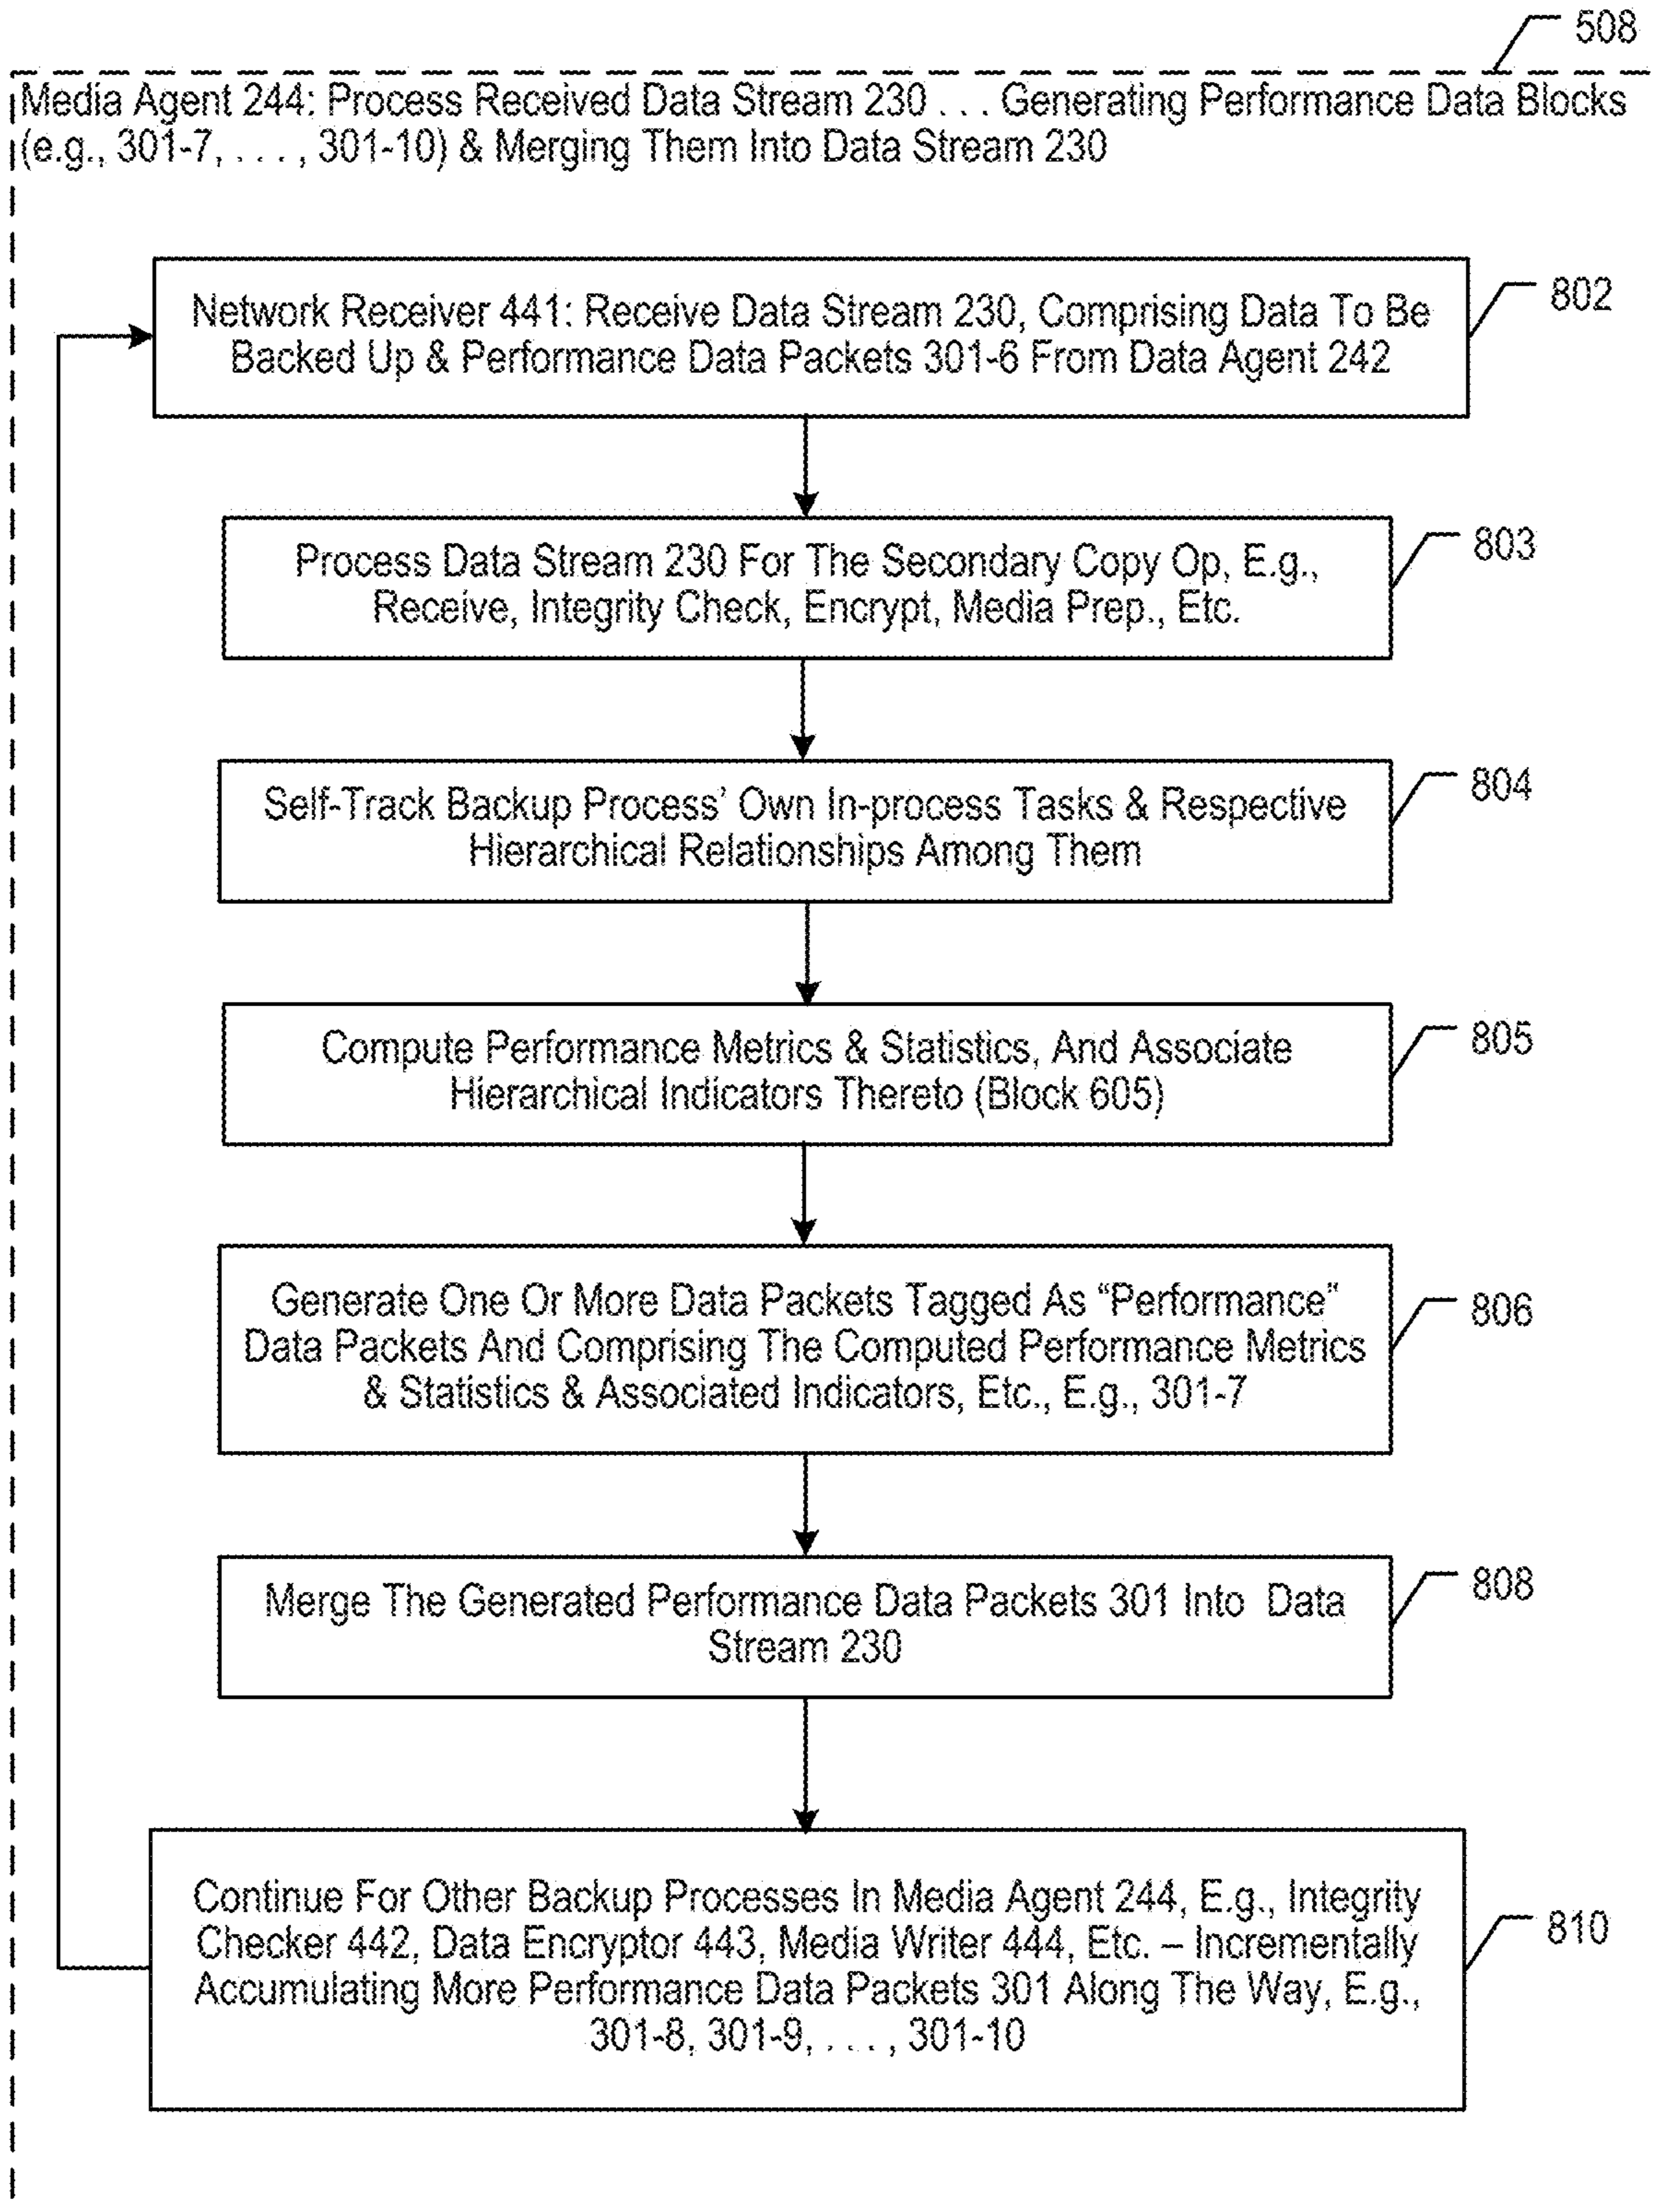 508
Media Agent 244: Process Received Data Stream 230 . . . Generating Performance Data Blocks
(e.g., 301-7, . . . , 301-10) & Merging Them Into Data Stream 230
802
Network Receiver 441: Receive Data Stream 230, Comprising Data To Be
Backed Up & Performance Data Packets 301-6 From Data Agent 242
803
Process Data Stream 230 For The Secondary Copy Op, E.g.,
Receive, Integrity Check, Encrypt, Media Prep., Etc.
804
Self-Track Backup Process’ Own In-process Tasks & Respective
Hierarchical Relationships Among Them
805
Compute Performance Metrics & Statistics, And Associate
Hierarchical Indicators Thereto (Block 605)
806
Generate One Or More Data Packets Tagged As “Performance”
Data Packets And Comprising The Computed Performance Metrics
& Statistics & Associated Indicators, Etc., E.g., 301-7
808
Merge The Generated Performance Data Packets 301 Into Data
Stream 230
810
Continue For Other Backup Processes In Media Agent 244, E.g., Integrity
Checker 442, Data Encryptor 443, Media Writer 444, Etc. – Incrementally
Accumulating More Performance Data Packets 301 Along The Way, E.g.,
301-8, 301-9, . . . , 301-10